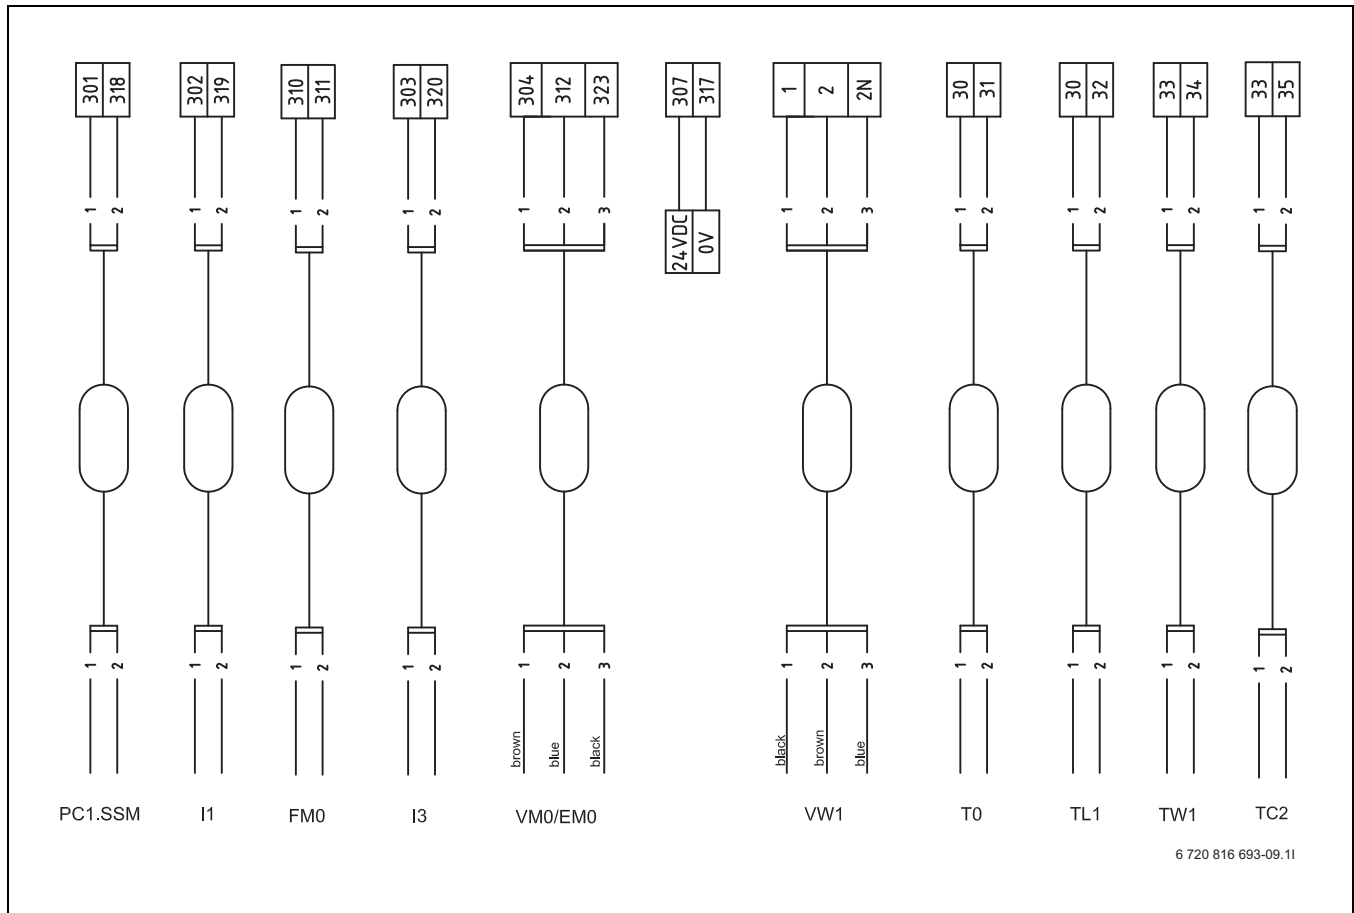 301 318 302 319 310 311 303 320 304 312 323 307 317 1 2 2N 30 31 30 32 33 34 33 35
1 2 1 2 1 2 1 2 1 2 3 1 2 3 1 2 1 2 1 2 1 2
24VDC
0V
1 2 1 2 1 2 1 2 1 2 3 1 2 3 1 2 1 2 1 2 1 2
brown blue black black brown blue
PC1.SSM I1 FM0 I3 VM0/EM0 VW1 T0 TL1 TW1 TC2
6 720 816 693-09.1I